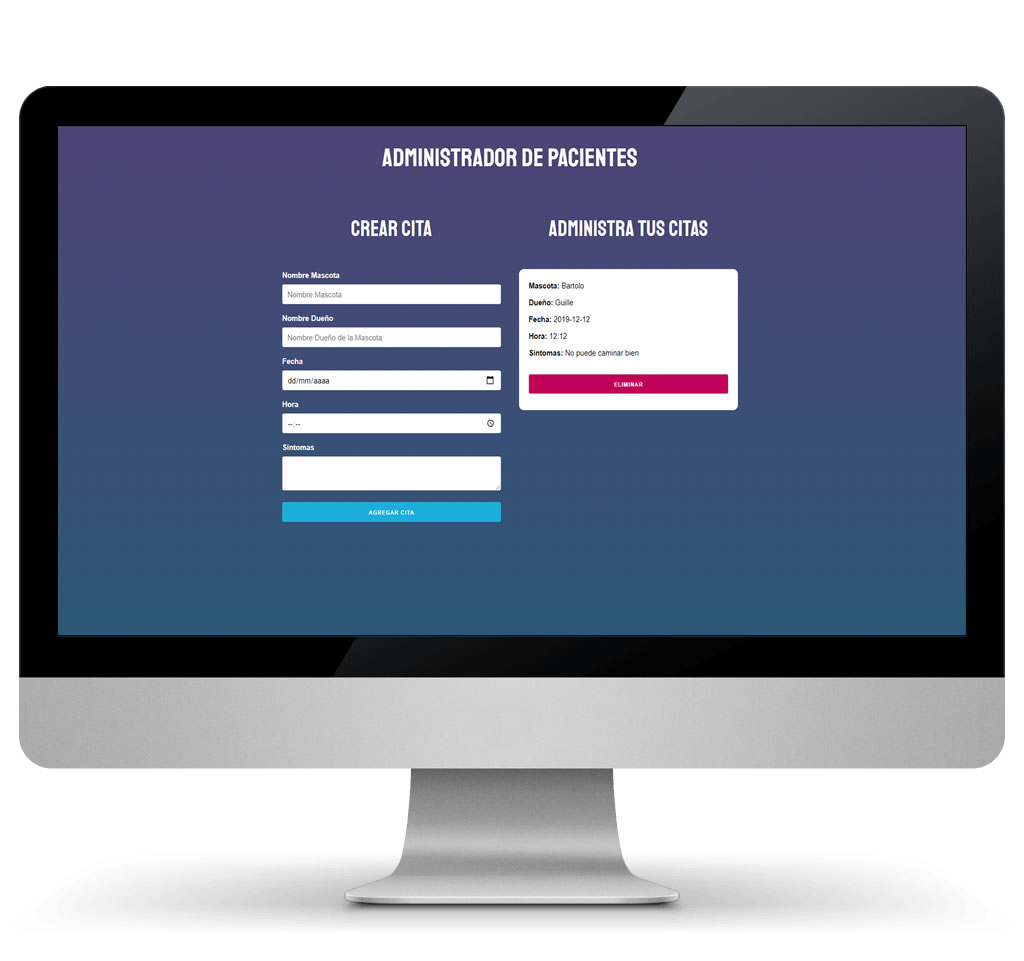 ADMINISTRADOR DE PACIENTES
CREAR CITA
Nombre Mascota
Nombre Mascota
Nombre Dueño
Nombre Dueño de la Mascota
Fecha
dd/mm/aaaa
Hora
--:--
Sintomas
AGREGAR CITA
ADMINISTRA TUS CITAS
Mascota: Bartolo
Dueño: Guille
Fecha: 2019-12-12
Hora: 12:12
Sintomas: No puede caminar bien
ELIMINAR